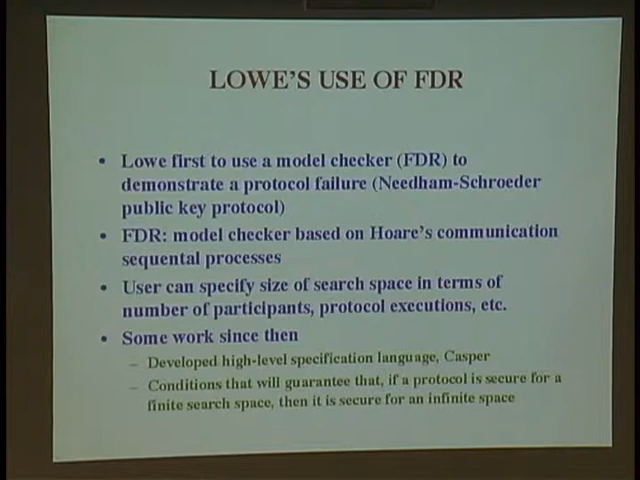 LOWE'S USE OF FDR
• Lowe first to use a model checker (FDR) to
demonstrate a protocol failure (Needham-Schroeder
public key protocol)
• FDR: model checker based on Hoare's communication
sequental processes
• User can specify size of search space in terms of
number of participants, protocol executions, etc.
• Some work since then
– Developed high-level specification language, Casper
– Conditions that will guarantee that, if a protocol is secure for a
finite search space, then it is secure for an infinite space